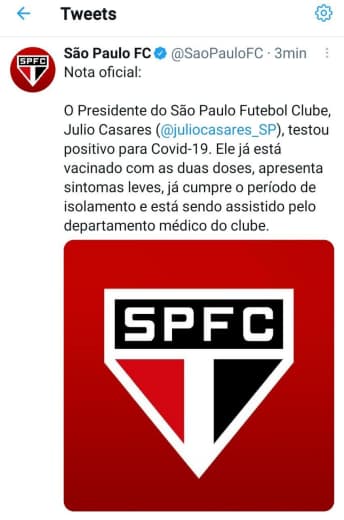 Tweets
SPFC
São Paulo FC @SaoPauloFC · 3min
Nota oficial:
O Presidente do São Paulo Futebol Clube,
Julio Casares (@juliocasares_SP), testou
positivo para Covid-19. Ele já está
vacinado com as duas doses, apresenta
sintomas leves, já cumpre o período de
isolamento e está sendo assistido pelo
departamento médico do clube.
SPFC